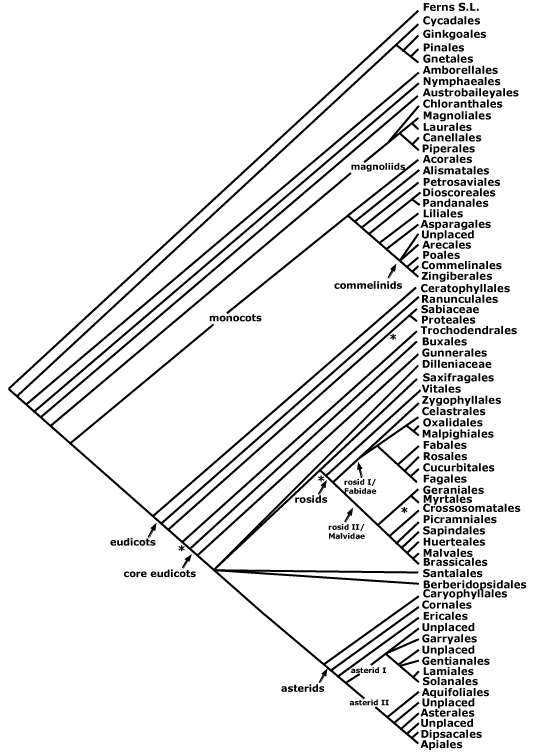 Ferns S.L.
Cycadales
Ginkgoales
Pinales
Gnetales
Amborellales
Nymphaeales
Austrobaileyales
Chloranthales
Magnoliales
Laurales
Canellales
Piperales
magnoliids
Acorales
Alismatales
Petrosaviales
Dioscoreales
Pandanales
Liliales
Asparagales
Unplaced
Arecales
Poales
Commelinales
Zingiberales
commelinids
Ceratophyllales
Ranunculales
Sabiaceae
Proteales
monocots
Trochodendrales
*
Buxales
Gunnerales
Dilleniaceae
Saxifragales
Vitales
Zygophyllales
Celastrales
Oxalidales
Malpighiales
Fabales
Rosales
Cucurbitales
Fagales
*
rosid I/
Fabidae
rosids
Geraniales
Myrtales
Crossosomatales
*
Picramniales
Sapindales
Huerteales
Malvales
Brassicales
rosid II/
Malvidae
eudicots
*
core eudicots
Santalales
Berberidopsidales
Caryophyllales
Cornales
Ericales
Unplaced
Garryales
Unplaced
Gentianales
Lamiales
Solanales
asterid I
asterids
Aquifoliales
Unplaced
Asterales
Unplaced
Dipsacales
Apiales
asterid II